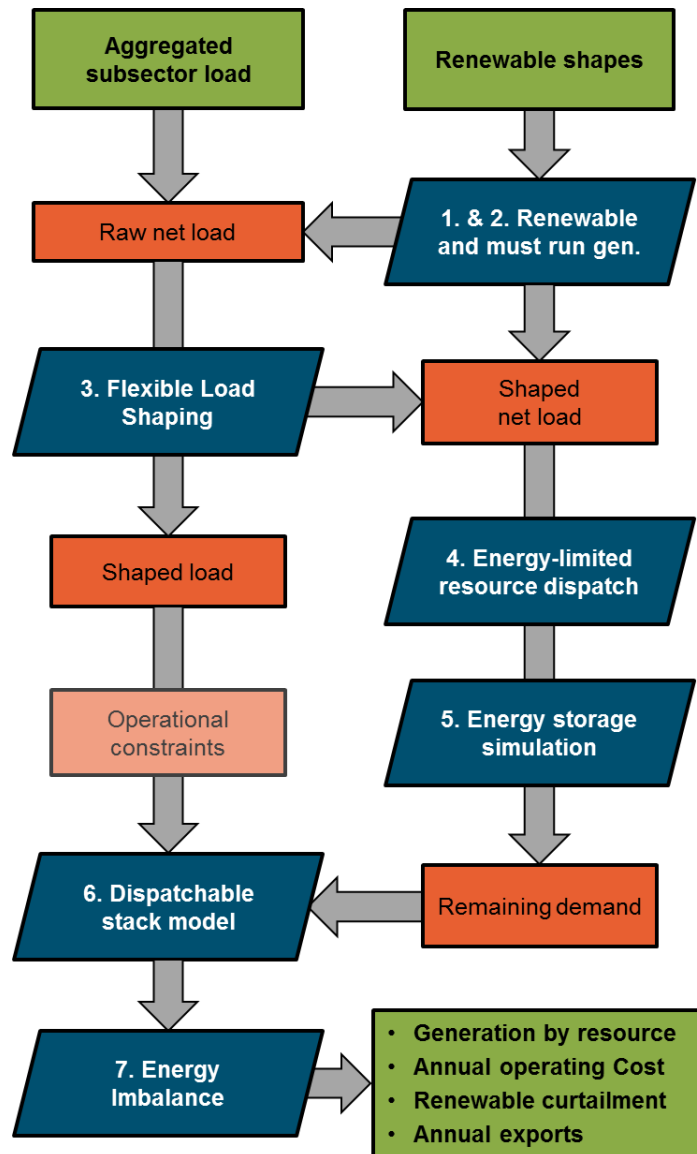 Aggregated
subsector load
Renewable shapes
Raw net load
1. & 2. Renewable
and must run gen.
3. Flexible Load
Shaping
Shaped
net load
Shaped load
4. Energy-limited
resource dispatch
Operational
constraints
5. Energy storage
simulation
6. Dispatchable
stack model
Remaining demand
7. Energy
Imbalance
• Generation by resource
• Annual operating Cost
• Renewable curtailment
• Annual exports